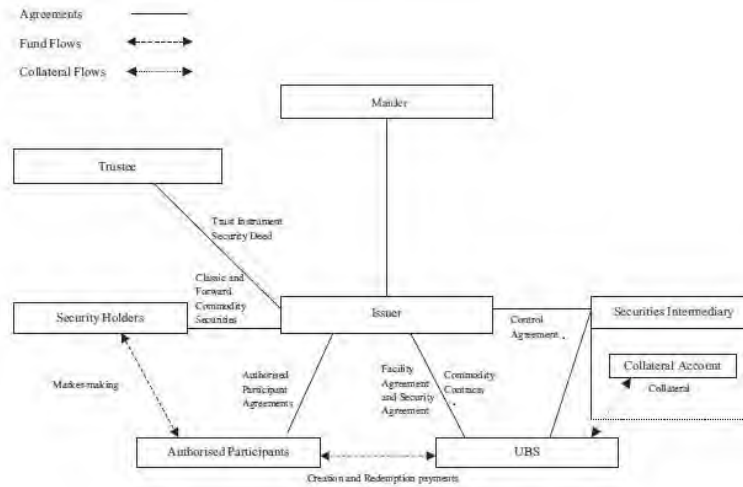 Agreements
Fund Flows
Collateral Flows
Trustee
Trust Instrument
Security Deed
Classic and
Forward
Commodity
Securities
Security Holders
Issuer
Control
Agreement
Securities Intermediary
Collateral Account
Collateral
Market-making
Authorised
Participant
Agreements
Facility
Agreement
and Security
Agreement
Commodity
Contracts
Authorised Participants
UBS
Creation and Redemption payments